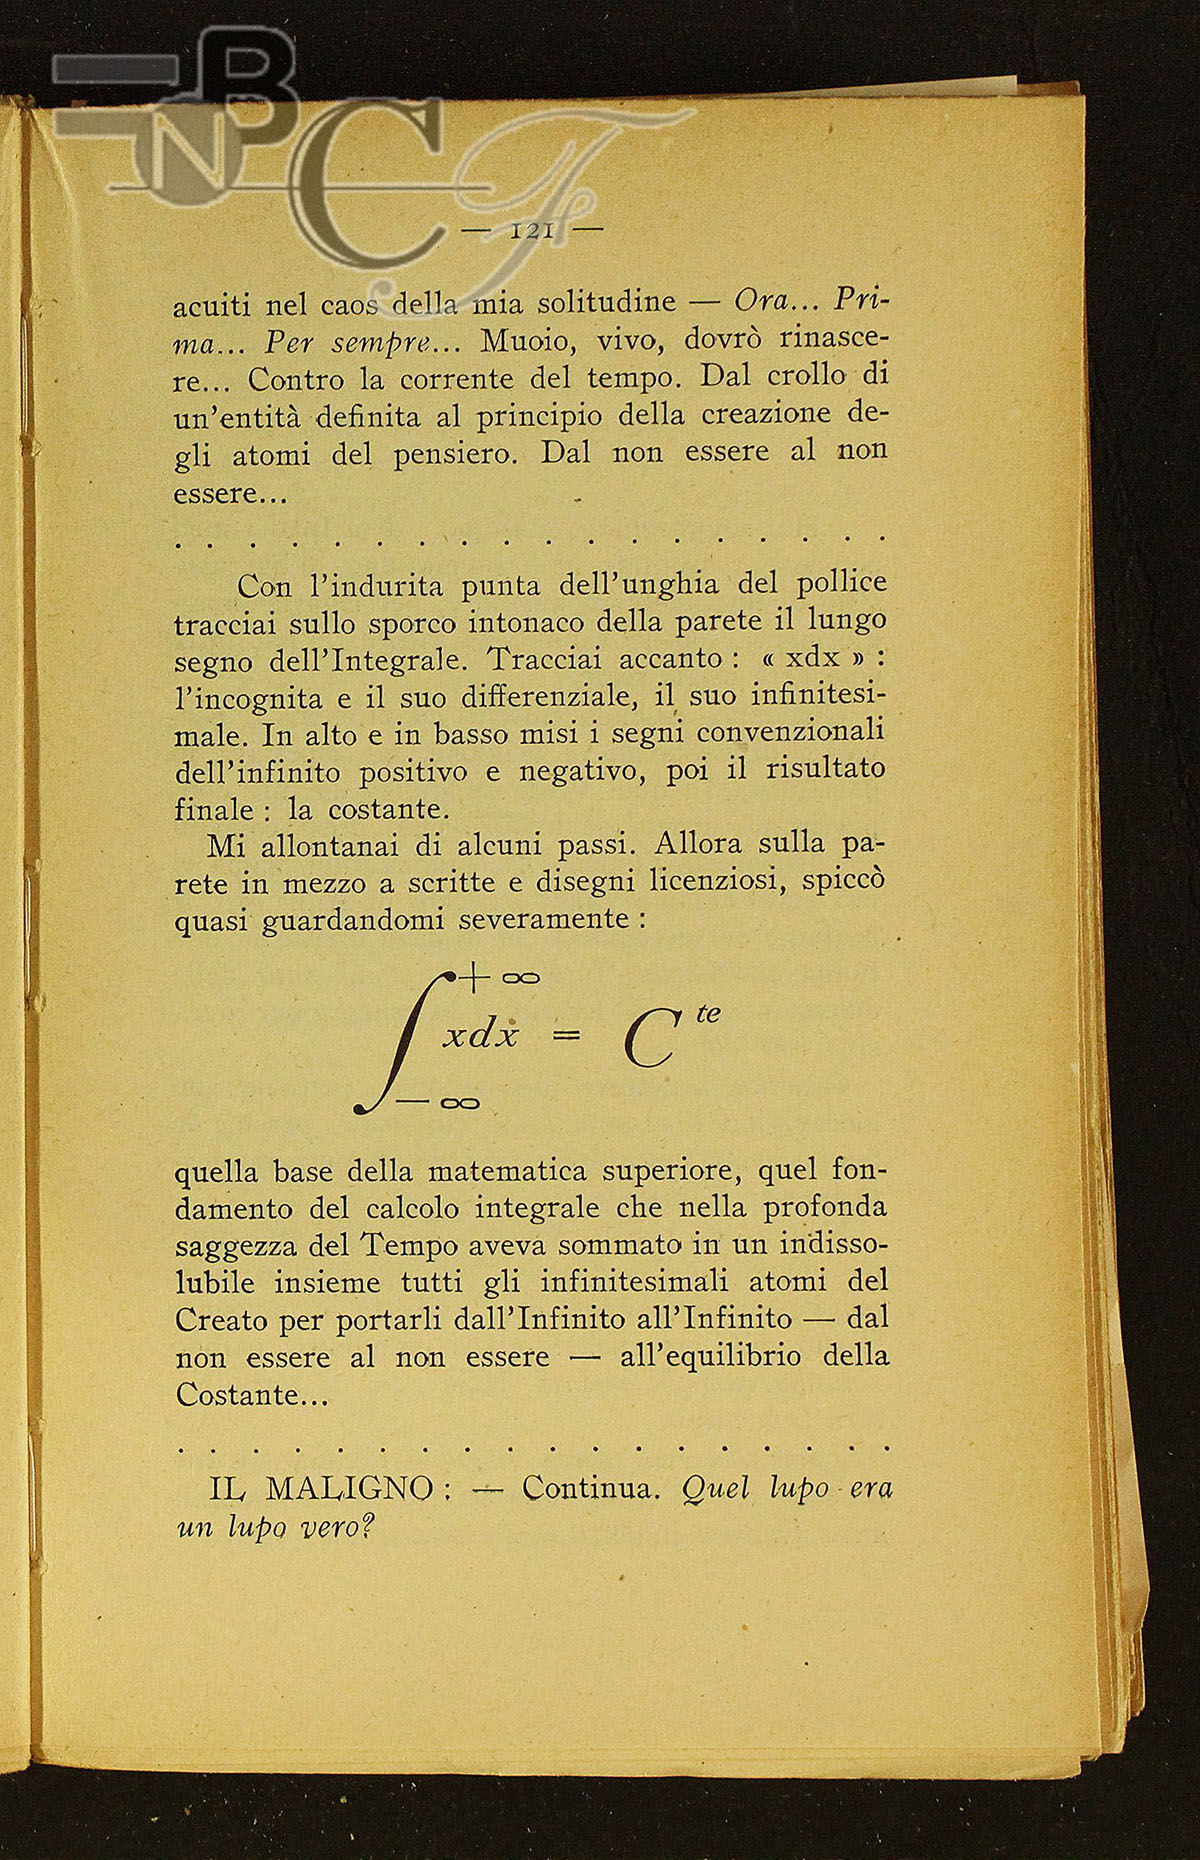 NBCF
— 121 —
acuiti nel caos della mia solitudine — Ora... Pri-
ma... Per sempre... Muoio, vivo, dovrò rinasce-
re... Contro la corrente del tempo. Dal crollo di
un'entità definita al principio della creazione de-
gli atomi del pensiero. Dal non essere al non
essere...
. . . . . . . . . . . . . . . . . .
Con l'indurita punta dell'unghia del pollice
tracciai sullo sporco intonaco della parete il lungo
segno dell'Integrale. Tracciai accanto : « xdx » :
l'incognita e il suo differenziale, il suo infinitesi-
male. In alto e in basso misi i segni convenzionali
dell'infinito positivo e negativo, poi il risultato
finale : la costante.
Mi allontanai di alcuni passi. Allora sulla pa-
rete in mezzo a scritte e disegni licenziosi, spiccò
quasi guardandomi severamente :
∫ + ∞
xdx = C te
— ∞
quella base della matematica superiore, quel fon-
damento del calcolo integrale che nella profonda
saggezza del Tempo aveva sommato in un indisso-
lubile insieme tutti gli infinitesimali atomi del
Creato per portarli dall'Infinito all'Infinito — dal
non essere al non essere — all'equilibrio della
Costante...
. . . . . . . . . . . . . . . . . .
IL MALIGNO : — Continua. Quel lupo era
un lupo vero?